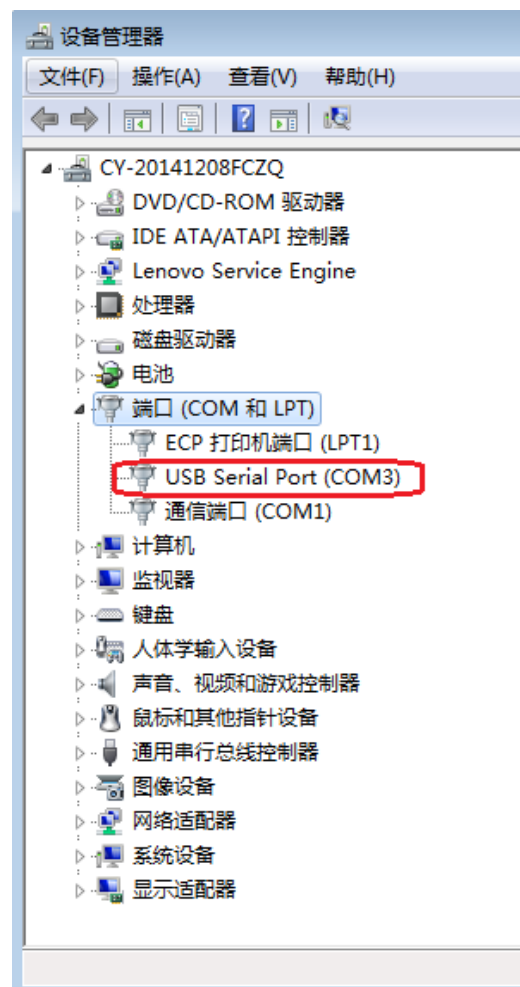 设备管理器
文件(F) 操作(A) 查看(V) 帮助(H)
CY-20141208FCZQ
DVD/CD-ROM 驱动器
IDE ATA/ATAPI 控制器
Lenovo Service Engine
处理器
磁盘驱动器
电池
端口 (COM 和 LPT)
ECP 打印机端口 (LPT1)
USB Serial Port (COM3)
通信端口 (COM1)
计算机
监视器
键盘
人体学输入设备
声音、视频和游戏控制器
鼠标和其他指针设备
通用串行总线控制器
图像设备
网络适配器
系统设备
显示适配器